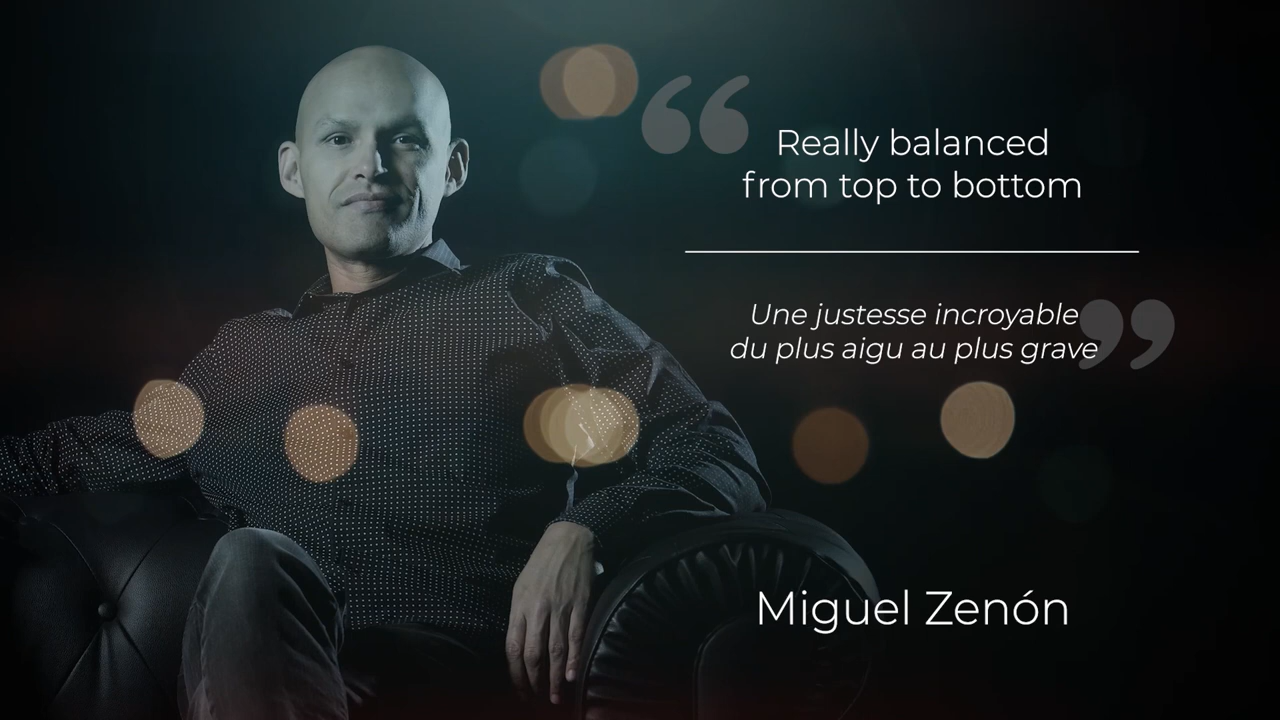 “
Really balanced
from top to bottom
Une justesse incroyable
du plus aigu au plus grave
”
Miguel Zenón